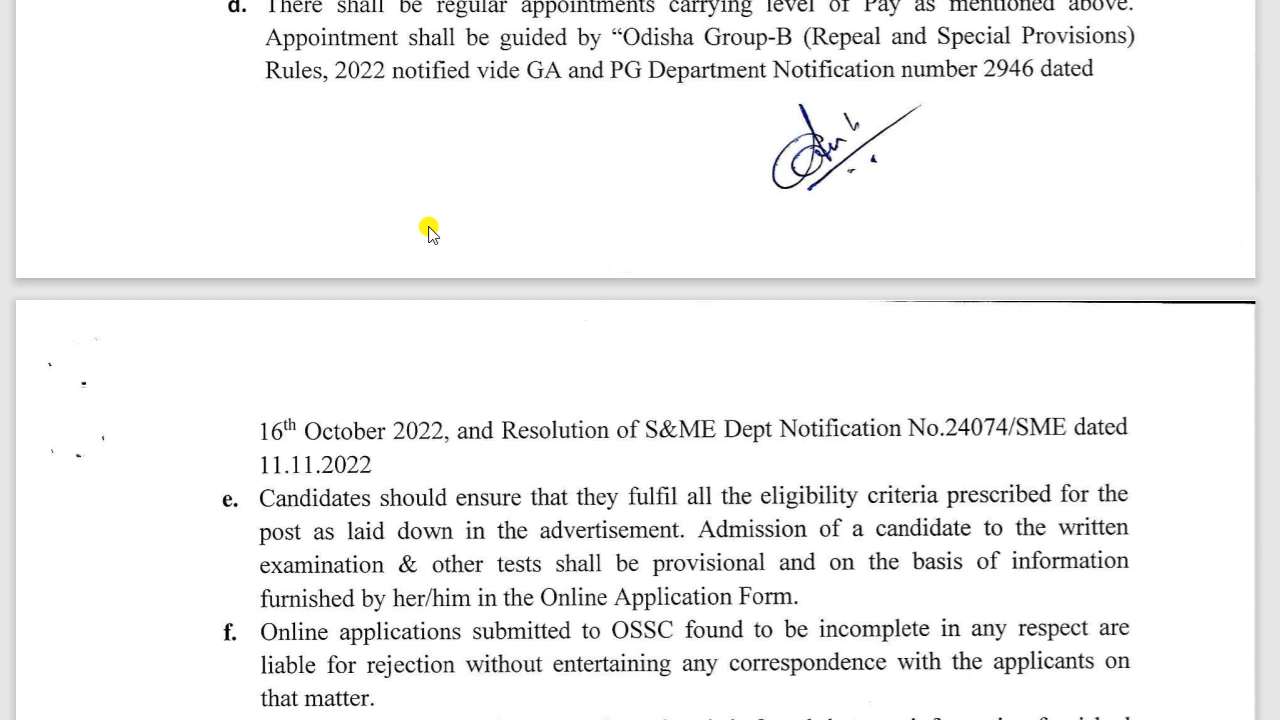 d. There shall be regular appointments carrying level of Pay as mentioned above.
Appointment shall be guided by “Odisha Group-B (Repeal and Special Provisions)
Rules, 2022 notified vide GA and PG Department Notification number 2946 dated
16th October 2022, and Resolution of S&ME Dept Notification No.24074/SME dated
11.11.2022
e. Candidates should ensure that they fulfil all the eligibility criteria prescribed for the
post as laid down in the advertisement. Admission of a candidate to the written
examination & other tests shall be provisional and on the basis of information
furnished by her/him in the Online Application Form.
f. Online applications submitted to OSSC found to be incomplete in any respect are
liable for rejection without entertaining any correspondence with the applicants on
that matter.